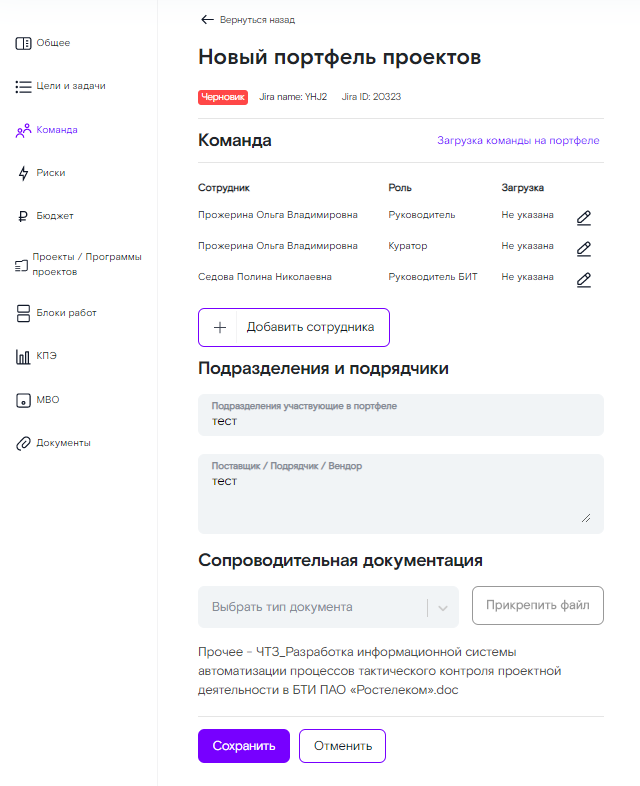 Вернуться назад
Общее
Цели и задачи
Команда
Риски
Бюджет
Проекты / Программы
проектов
Блоки работ
КПЭ
МВО
Документы
Новый портфель проектов
Черновик Jira name: YHJ2 Jira ID: 20323
Команда Загрузка команды на портфеле
Сотрудник Роль Загрузка
Прожерина Ольга Владимировна Руководитель Не указана
Прожерина Ольга Владимировна Куратор Не указана
Седова Полина Николаевна Руководитель БИТ Не указана
Добавить сотрудника
Подразделения и подрядчики
Подразделения участвующие в портфеле
тест
Поставщик / Подрядчик / Вендор
тест
Сопроводительная документация
Выбрать тип документа Прикрепить файл
Прочее – ЧТЗ_Разработка информационной системы
автоматизации процессов тактического контроля проектной
деятельности в БТИ ПАО «Ростелеком».doc
Сохранить Отменить